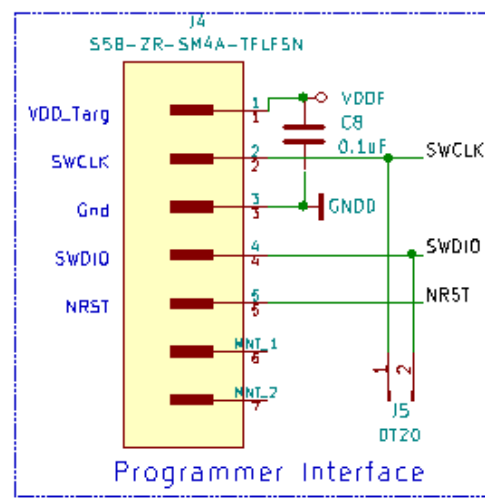 J4
S5B-ZR-SM4A-TFLFSN
VDD_Targ 1 1 VDDF
C8
0.1uF
SWCLK 2 2 SWCLK
Gnd 3 3 GNDD
SWDIO 4 4 SWDIO
NRST 5 5 NRST
MNT_1 6
MNT_2 7
1 2
J5
DT20
Programmer Interface